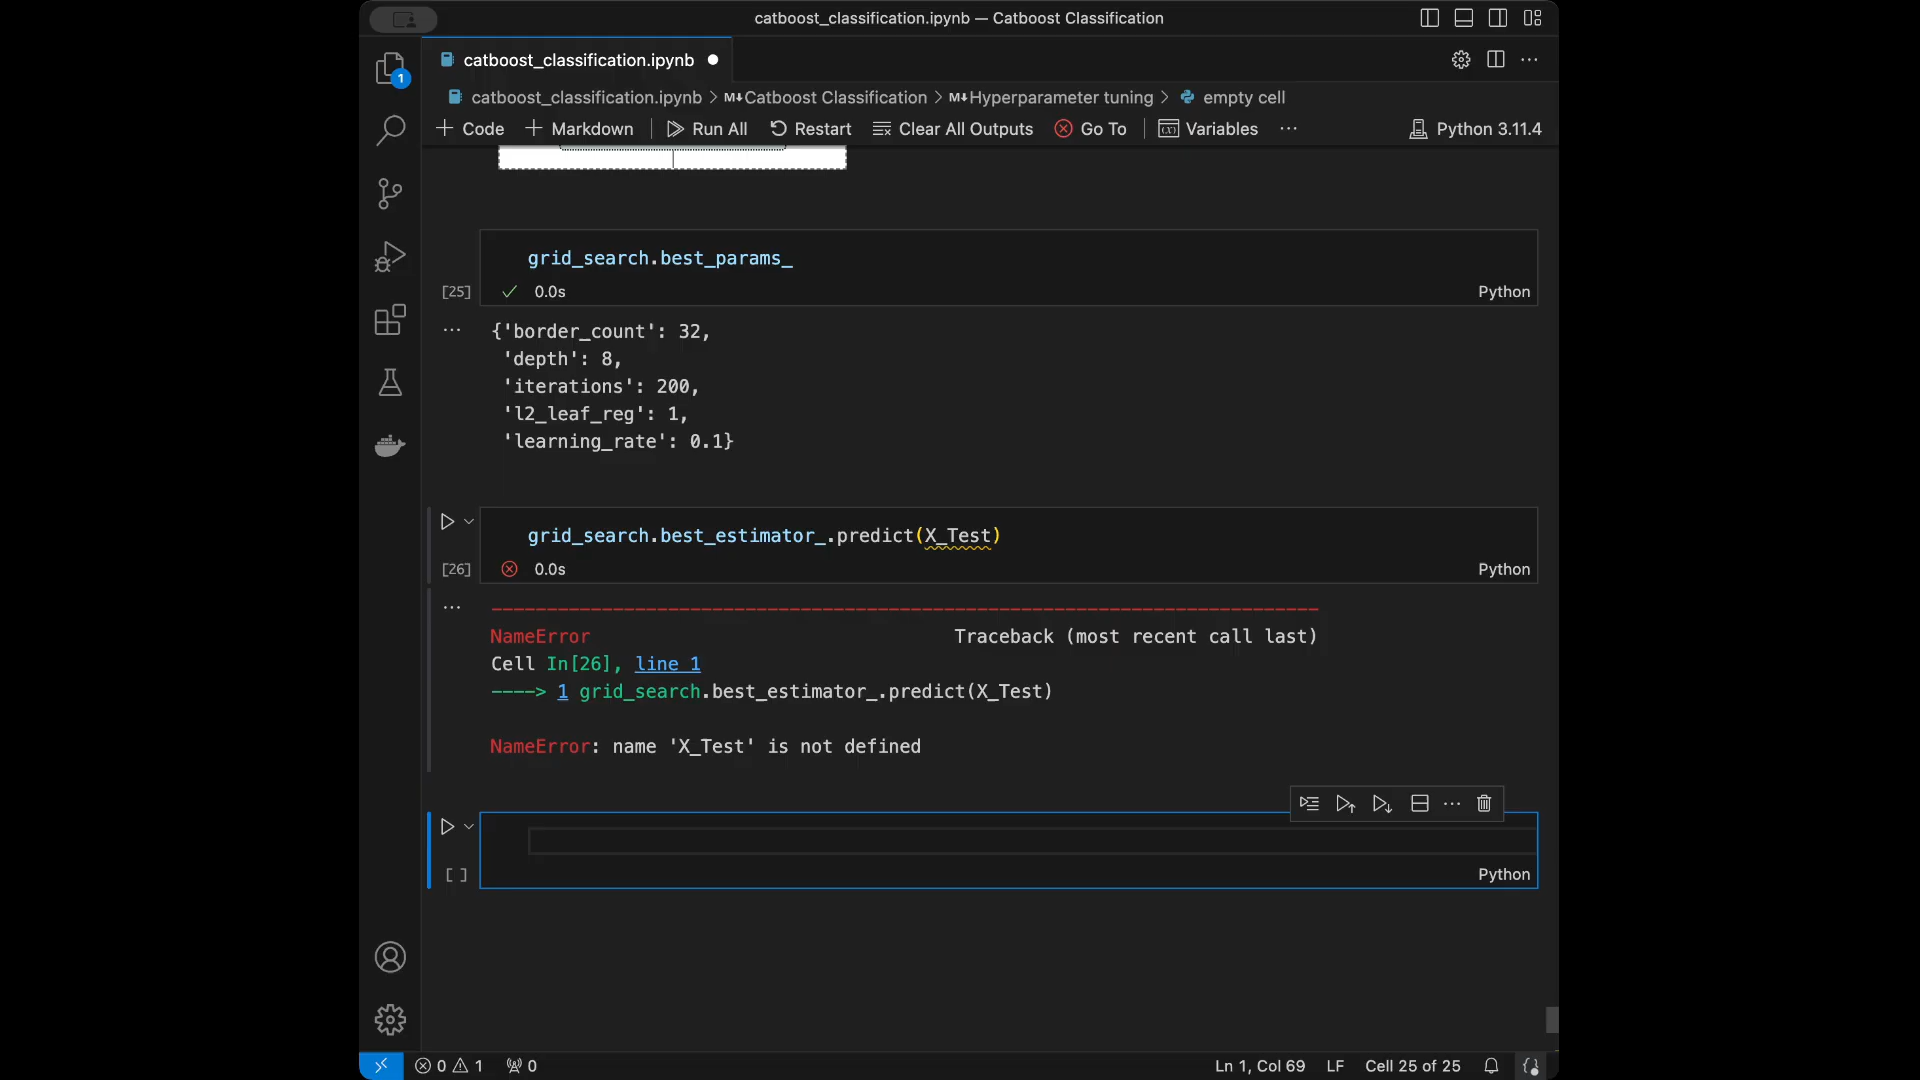 catboost_classification.ipynb — Catboost Classification
catboost_classification.ipynb
1
catboost_classification.ipynb > M↓Catboost Classification > M↓Hyperparameter tuning > empty cell
+ Code + Markdown | Run All Restart Clear All Outputs Go To | Variables ··· Python 3.11.4
grid_search.best_params_
[25] ✓ 0.0s Python
··· {'border_count': 32,
'depth': 8,
'iterations': 200,
'l2_leaf_reg': 1,
'learning_rate': 0.1}
grid_search.best_estimator_.predict(X_Test)
[26] 0.0s Python
··· ---------------------------------------------------------------------------
NameError Traceback (most recent call last)
Cell In[26], line 1
----> 1 grid_search.best_estimator_.predict(X_Test)
NameError: name 'X_Test' is not defined
[ ] Python
0 1 0 Ln 1, Col 69 LF Cell 25 of 25